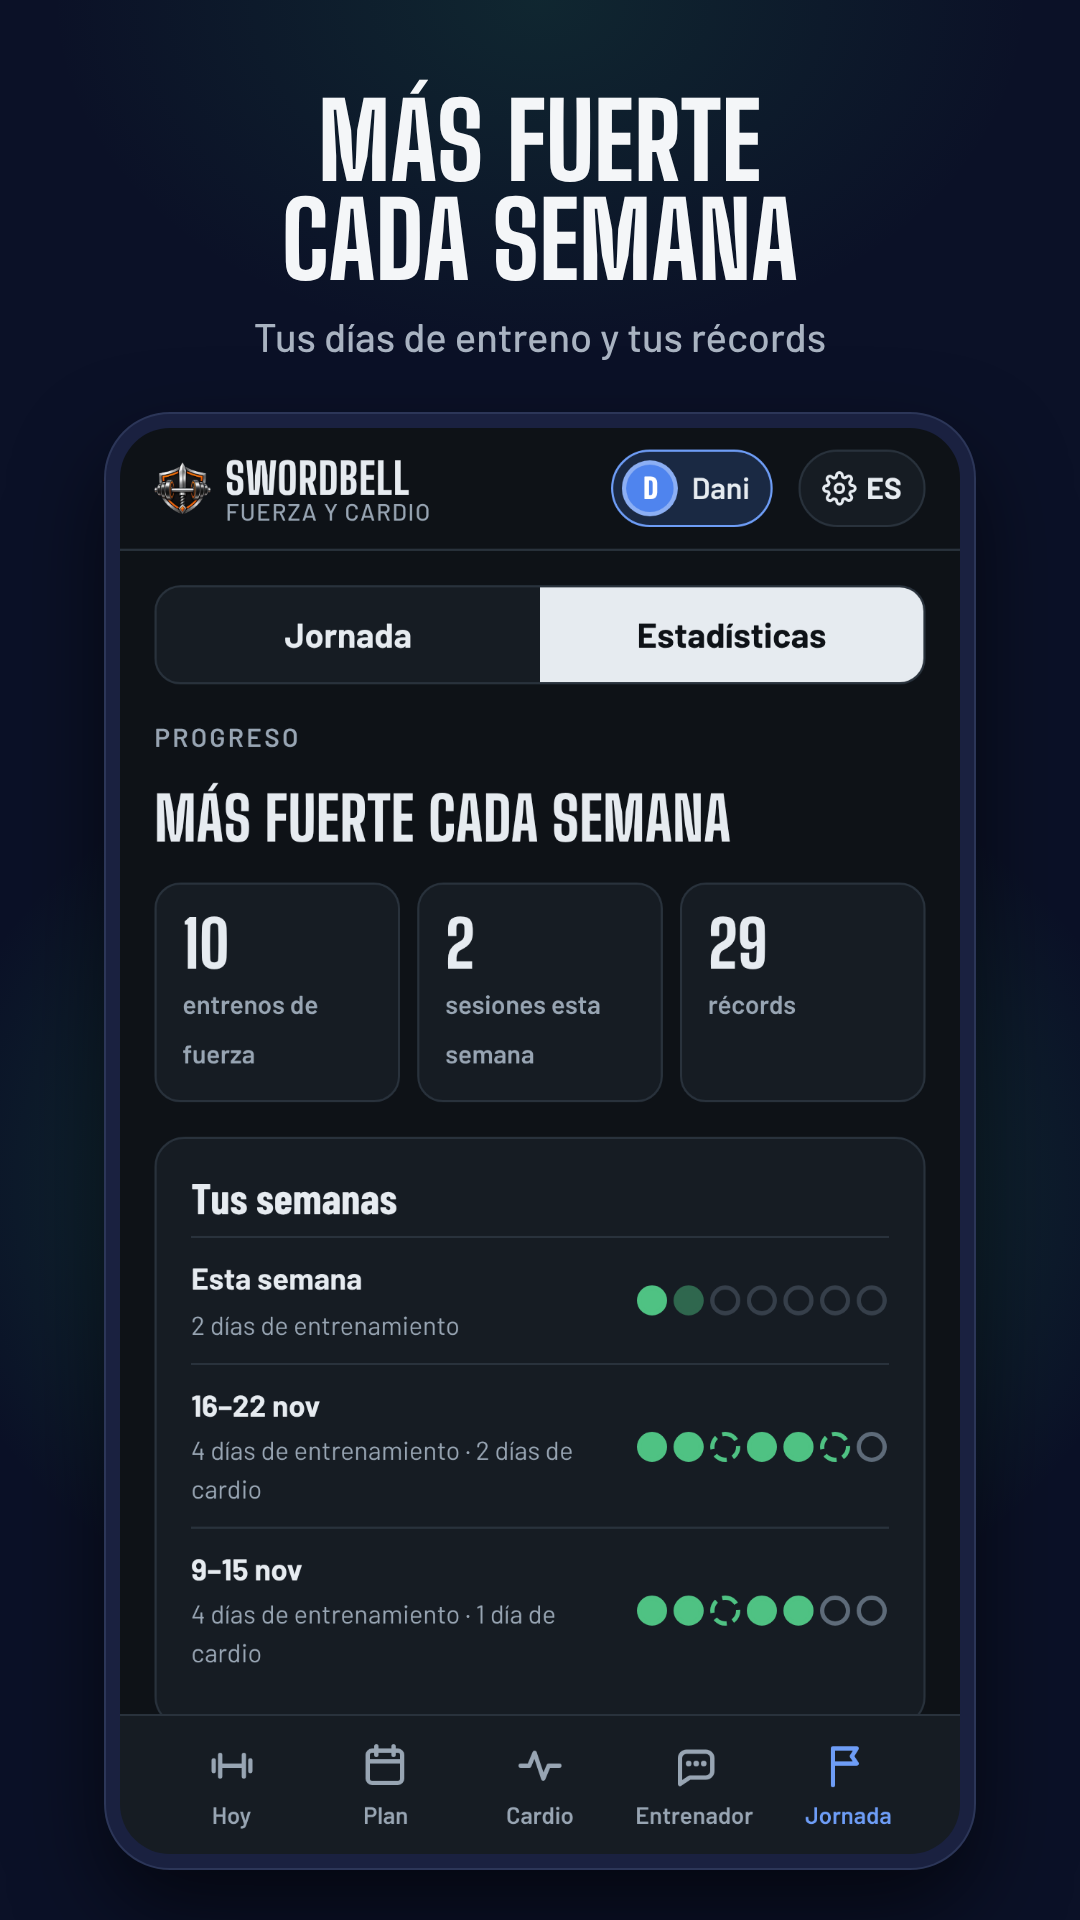 MÁS FUERTE
CADA SEMANA
Tus días de entreno y tus récords
SWORDBELL
FUERZA Y CARDIO
D Dani
ES
Jornada
Estadísticas
PROGRESO
MÁS FUERTE CADA SEMANA
10
entrenos de
fuerza
2
sesiones esta
semana
29
récords
Tus semanas
Esta semana
2 días de entrenamiento
16–22 nov
4 días de entrenamiento · 2 días de
cardio
9–15 nov
4 días de entrenamiento · 1 día de
cardio
Hoy
Plan
Cardio
Entrenador
Jornada